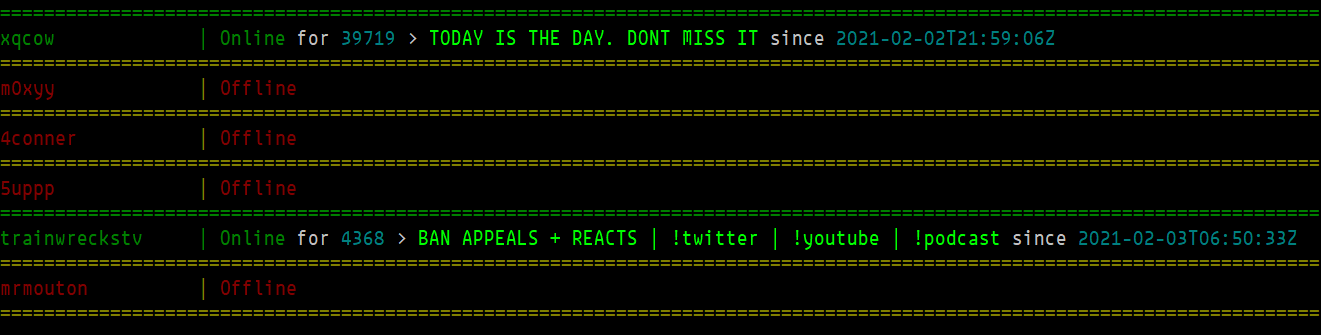 xqcow | Online for 39719 > TODAY IS THE DAY. DONT MISS IT since 2021-02-02T21:59:06Z
m0xyy | Offline
4conner | Offline
5uppp | Offline
trainwreckstv | Online for 4368 > BAN APPEALS + REACTS | !twitter | !youtube | !podcast since 2021-02-03T06:50:33Z
mrmouton | Offline